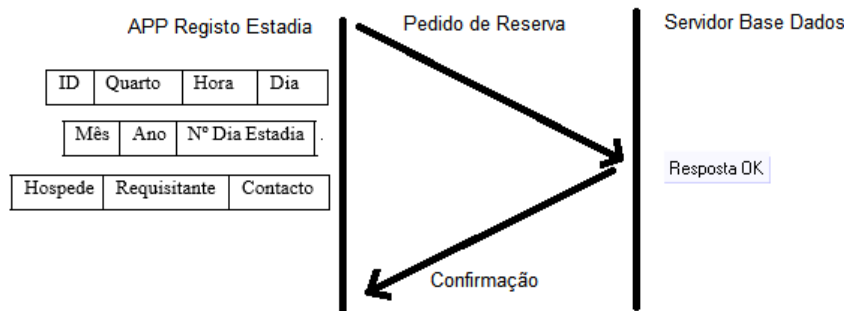 APP Registo Estadia
Pedido de Reserva
Servidor Base Dados
ID Quarto Hora Dia
Mês Ano Nº Dia Estadia .
Hospede Requisitante Contacto
Resposta OK
Confirmação